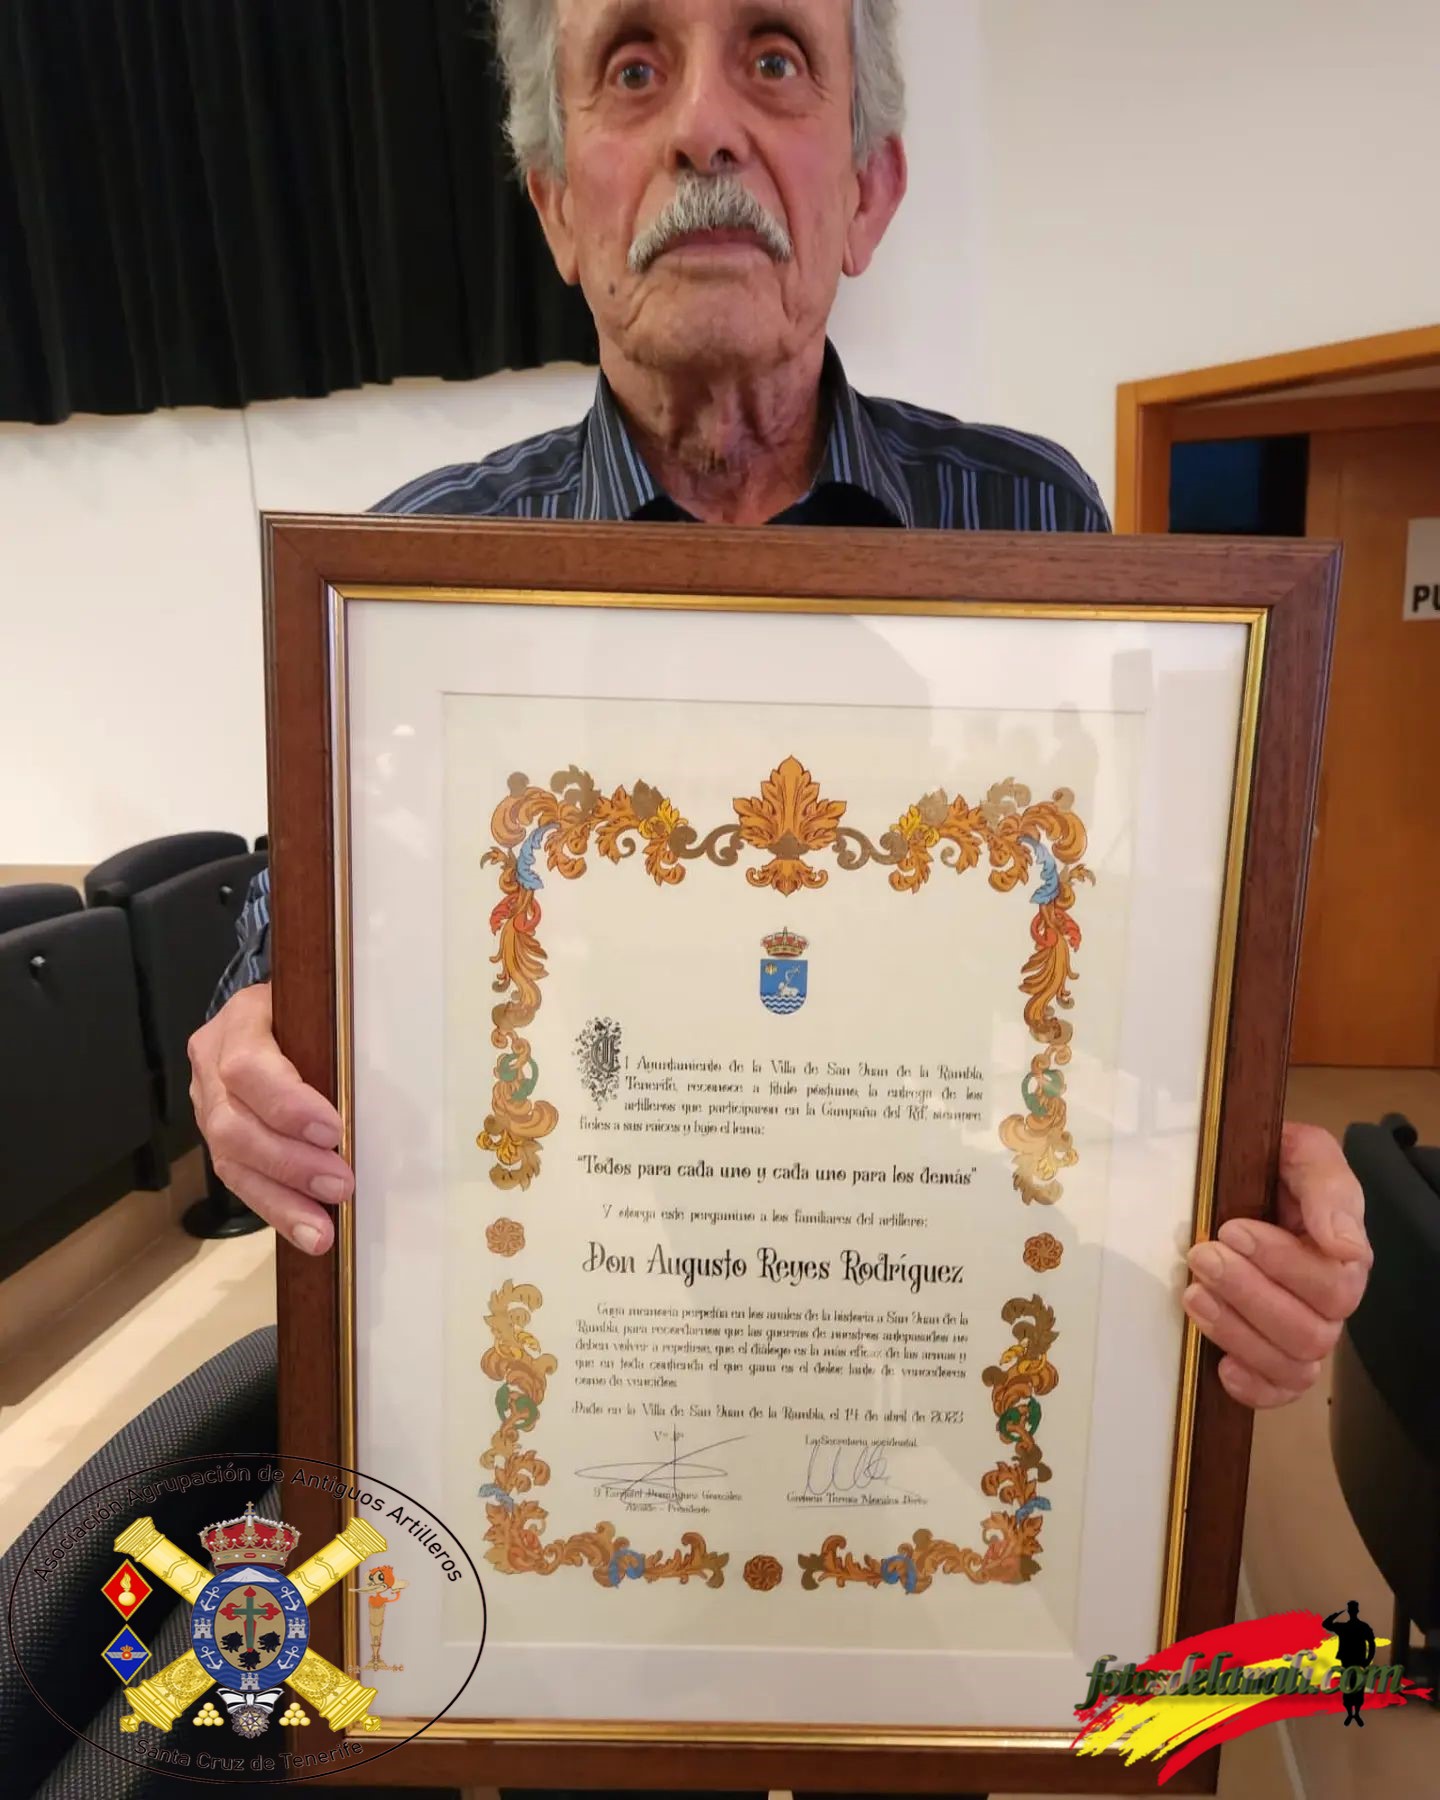 PU
El Ayuntamiento de la Villa de San Juan de la Rambla,
Tenerife, reconoce a título póstumo, la entrega de los
artilleros que participaron en la Campaña del Rif, siempre
fieles a sus raíces y bajo el lema:
"Todos para cada uno y cada uno para los demás"
Y otorga este pergamino a los familiares del artillero:
Don Augusto Reyes Rodríguez
Cuya memoria perpetúa en los anales de la historia a San Juan de la
Rambla, para recordarnos que las guerras de nuestros antepasados no
deben volver a repetirse, que el diálogo es la más eficaz de las armas y
que en toda contienda el que gana es el dolor, tanto de vencedores
como de vencidos.
Dado en la Villa de San Juan de la Rambla, el 14 de abril de 2023
Vº Bº
La Secretaria accidental,
Domínguez González
Carmen Teresa Morales Pérez
Alcalde - Presidente
Asociación Agrupación de Antiguos Artilleros
Santa Cruz de Tenerife
fotosdelamili.com